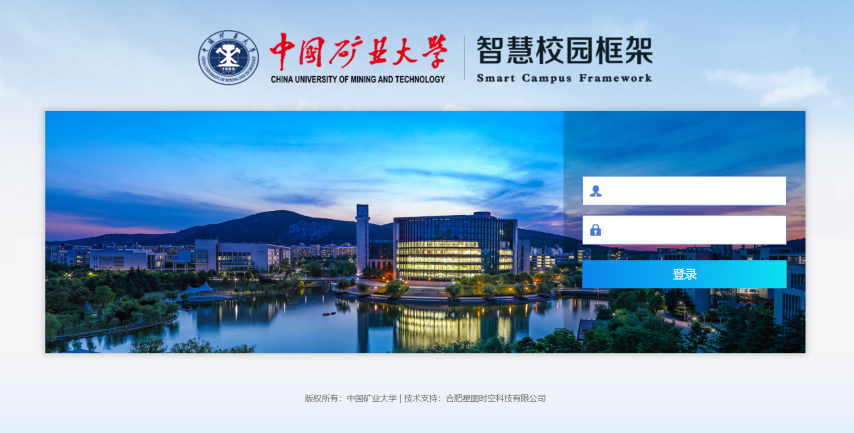 中国矿业大学
CHINA UNIVERSITY OF MINING AND TECHNOLOGY
1909
智慧校园框架
Smart Campus Framework
登录
版权所有：中国矿业大学 | 技术支持：合肥星图时空科技有限公司